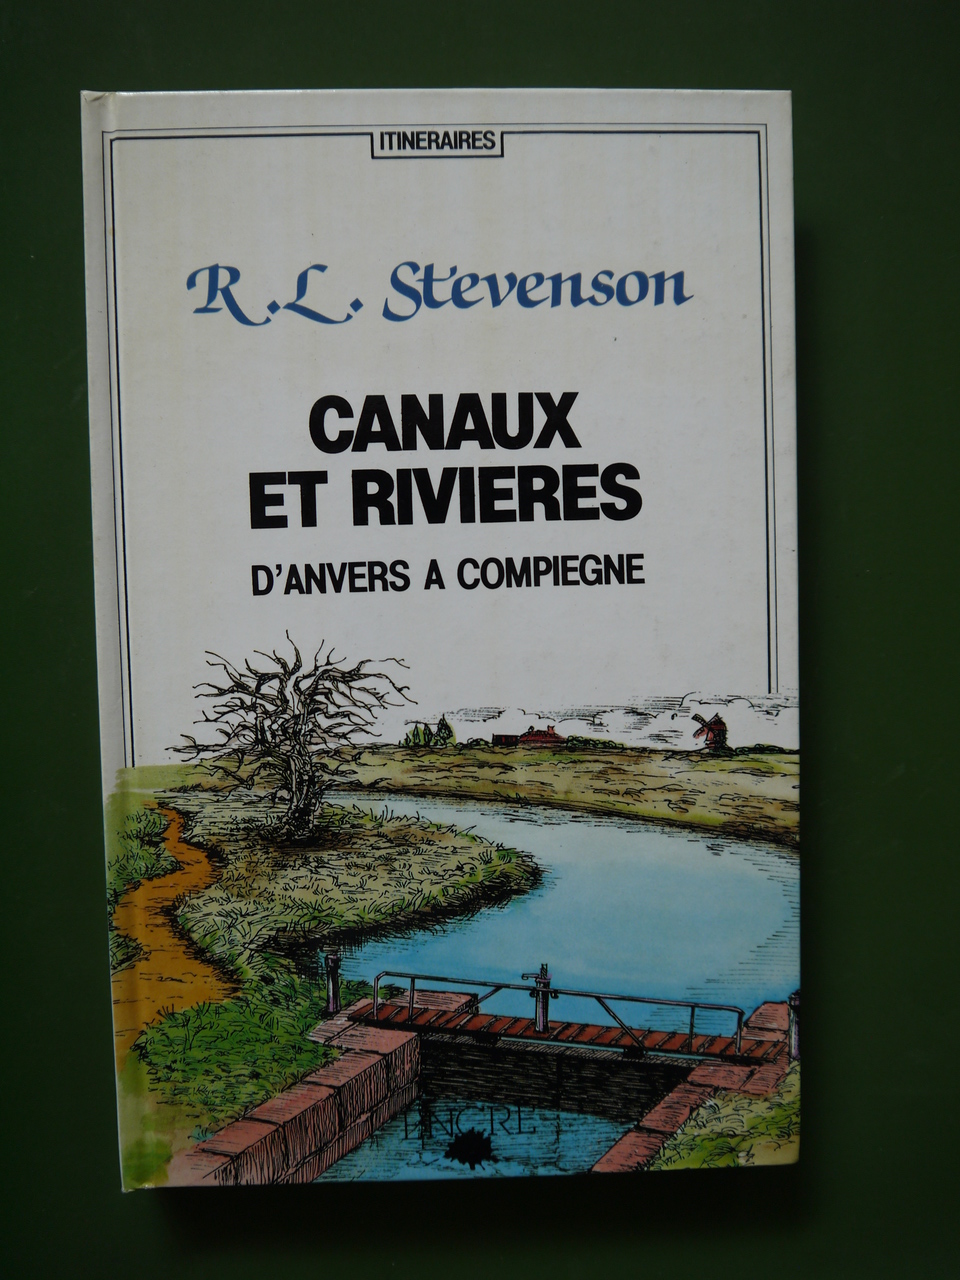 ITINERAIRES
R.L. Stevenson
CANAUX
ET RIVIERES
D'ANVERS A COMPIEGNE
ENCRE